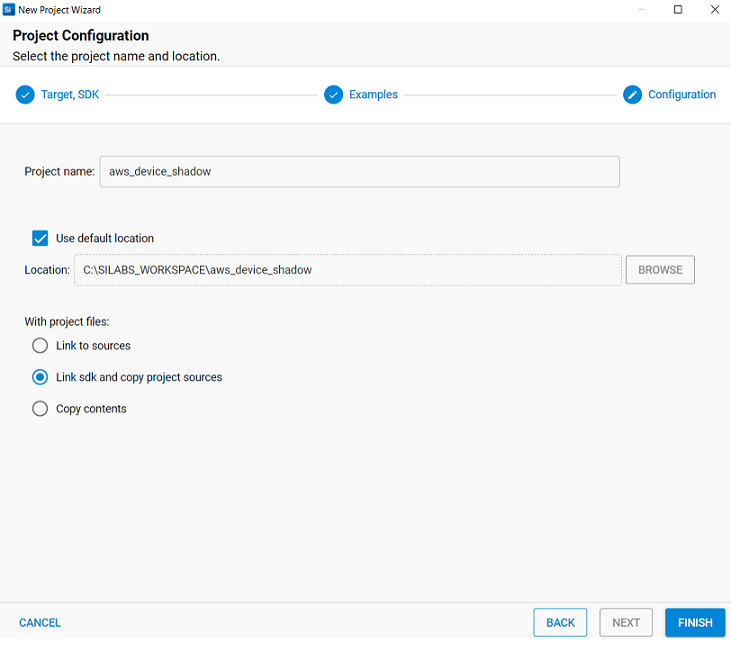 Si New Project Wizard
Project Configuration
Select the project name and location.
Target, SDK Examples Configuration
Project name: aws_device_shadow
Use default location
Location: C:\SILABS_WORKSPACE\aws_device_shadow BROWSE
With project files:
Link to sources
Link sdk and copy project sources
Copy contents
CANCEL BACK NEXT FINISH